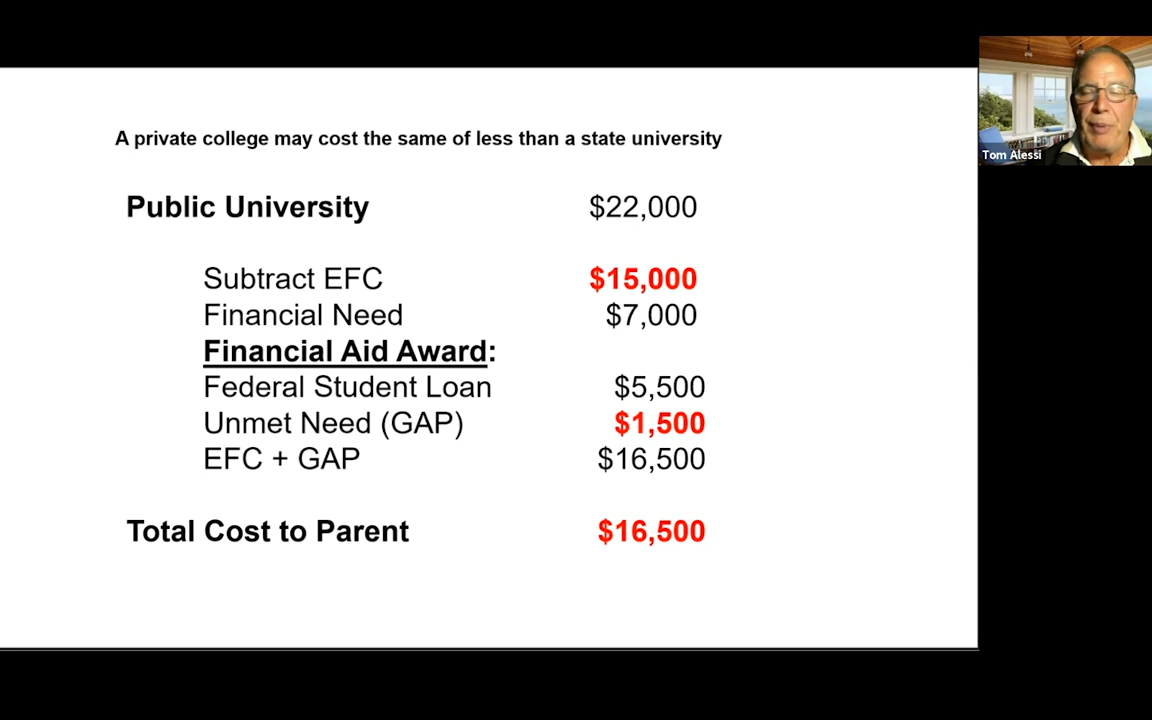 A private college may cost the same of less than a state university
Public University $22,000
Subtract EFC $15,000
Financial Need $7,000
Financial Aid Award:
Federal Student Loan $5,500
Unmet Need (GAP) $1,500
EFC + GAP $16,500
Total Cost to Parent $16,500
Tom Alessi